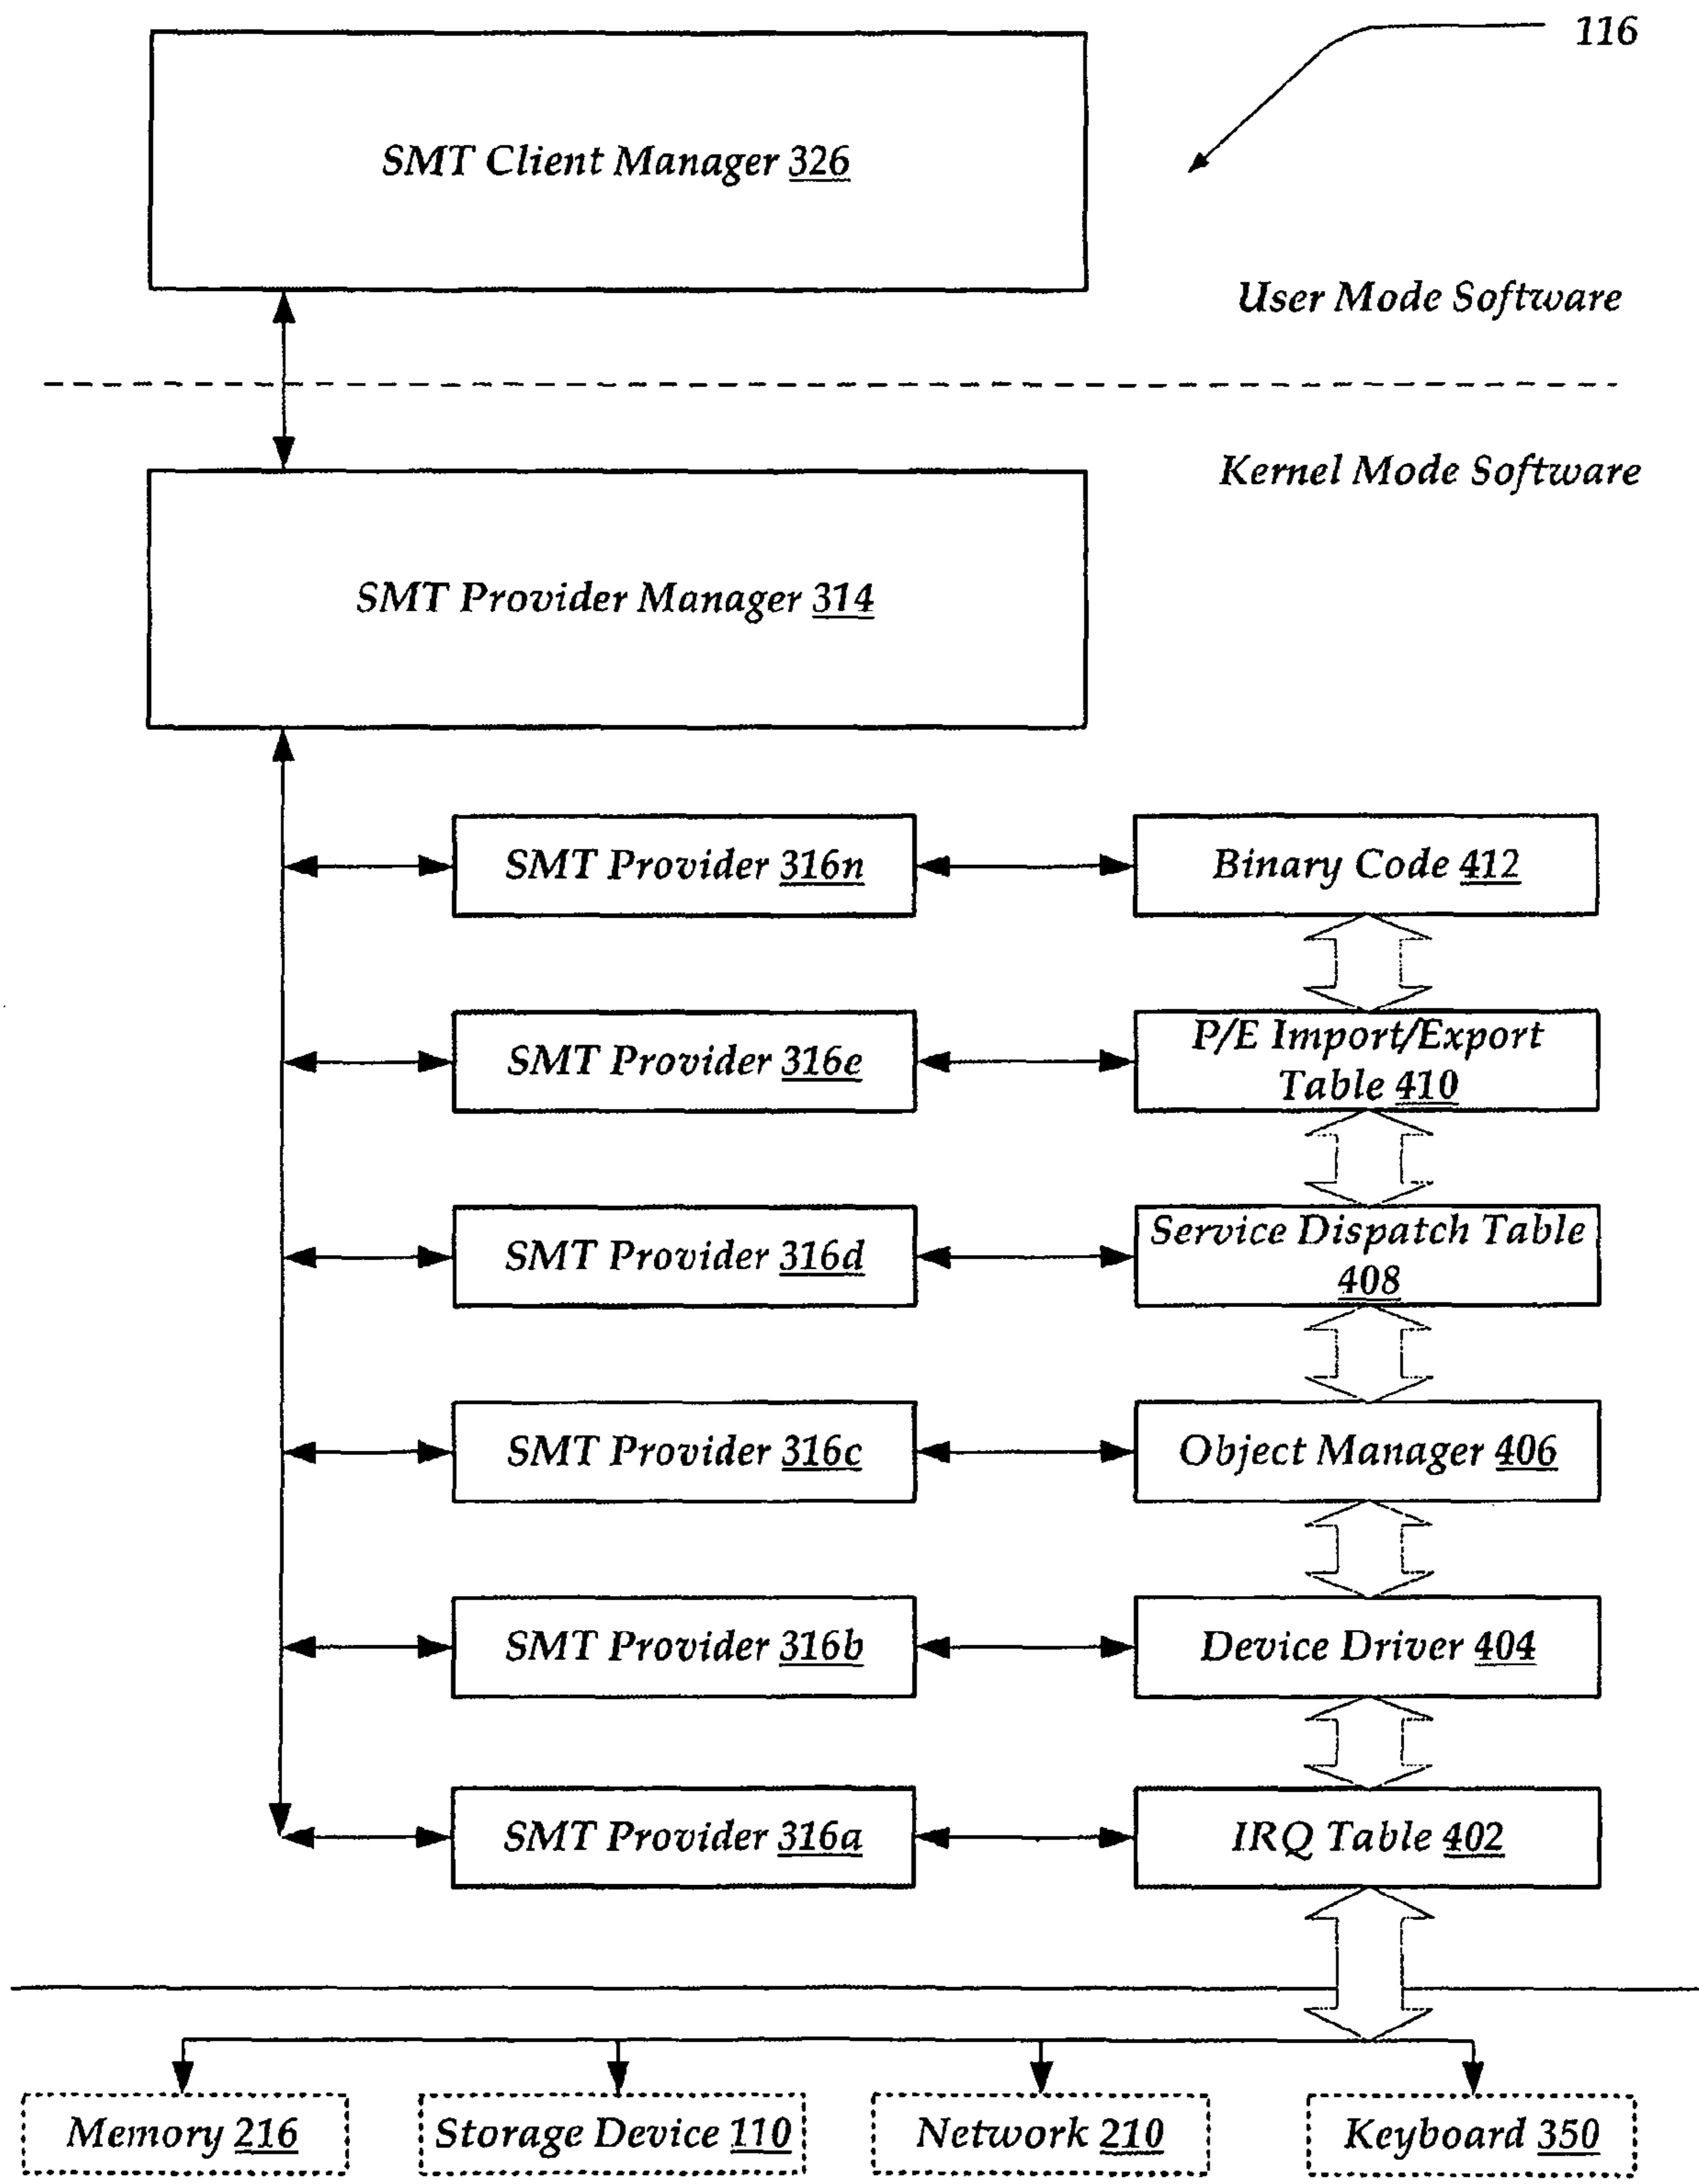 116
SMT Client Manager 326
User Mode Software
Kernel Mode Software
SMT Provider Manager 314
SMT Provider 316n
Binary Code 412
SMT Provider 316e
P/E Import/Export
Table 410
SMT Provider 316d
Service Dispatch Table
408
SMT Provider 316c
Object Manager 406
SMT Provider 316b
Device Driver 404
SMT Provider 316a
IRQ Table 402
Memory 216
Storage Device 110
Network 210
Keyboard 350